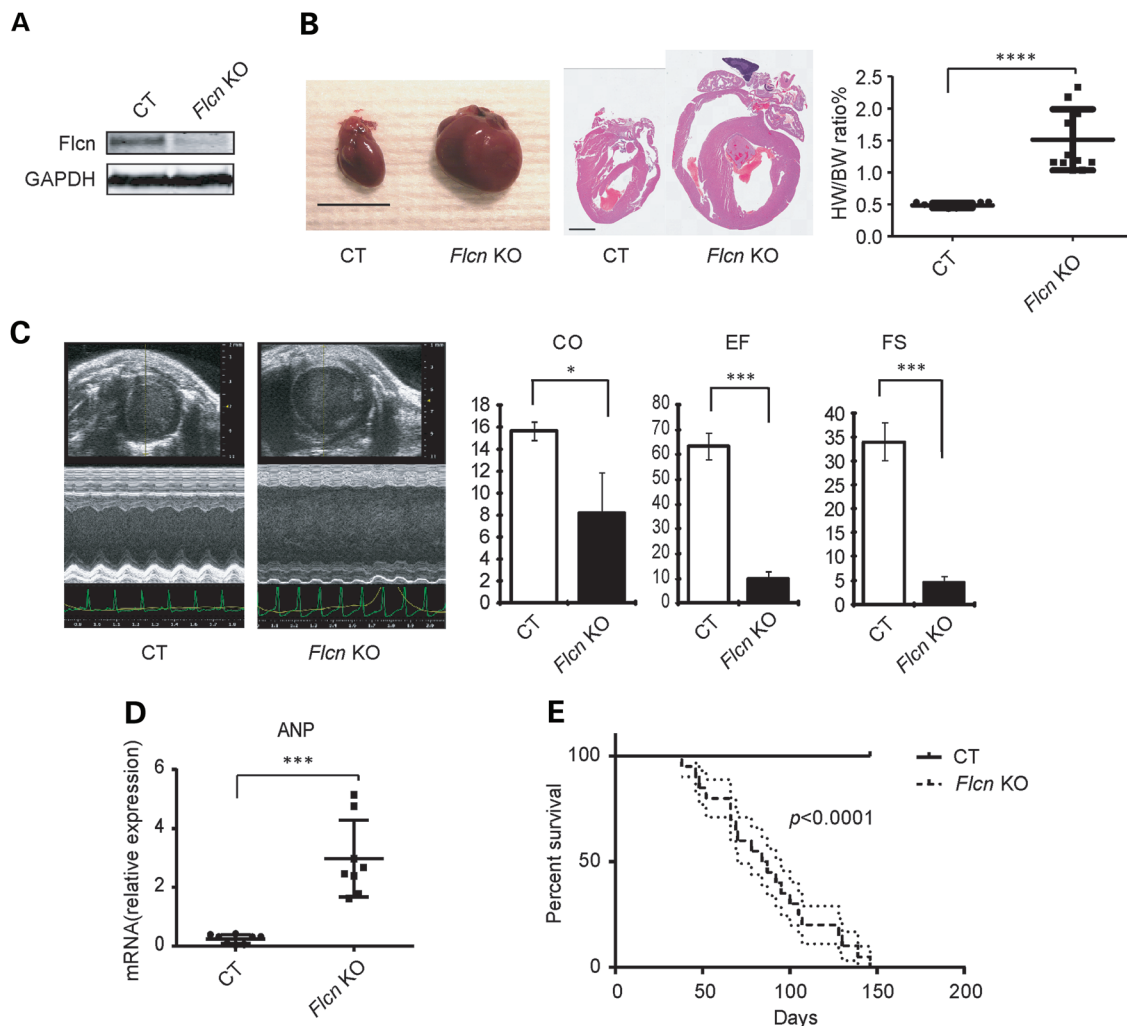 A
CT
Flcn KO
Flcn
GAPDH
B
CT
Flcn KO
CT
Flcn KO
****
HV/BW ratio%
2.5
2.0
1.5
1.0
0.5
0.0
CT
Flcn KO
C
CT
Flcn KO
CO
*
18
16
14
12
10
8
6
4
2
0
CT
Flcn KO
EF
***
80
70
60
50
40
30
20
10
0
CT
Flcn KO
FS
***
40
35
30
25
20
15
10
5
0
CT
Flcn KO
D
ANP
***
mRNA(relative expression)
6
4
2
0
CT
Flcn KO
E
Percent survival
100
50
0
0 50 100 150 200
Days
CT
Flcn KO
p<0.0001